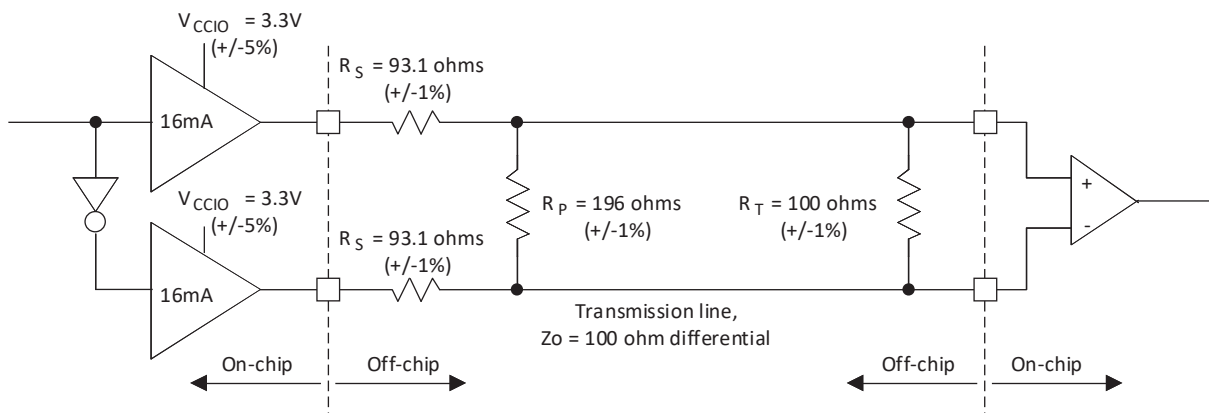 V CCIO = 3.3V
(+/-5%)
R S = 93.1 ohms
(+/-1%)
16mA
+
-
V CCIO = 3.3V
(+/-5%)
R P = 196 ohms
(+/-1%)
R T = 100 ohms
(+/-1%)
R S = 93.1 ohms
(+/-1%)
16mA
Transmission line,
Zo = 100 ohm differential
On-chip
Off-chip
Off-chip
On-chip